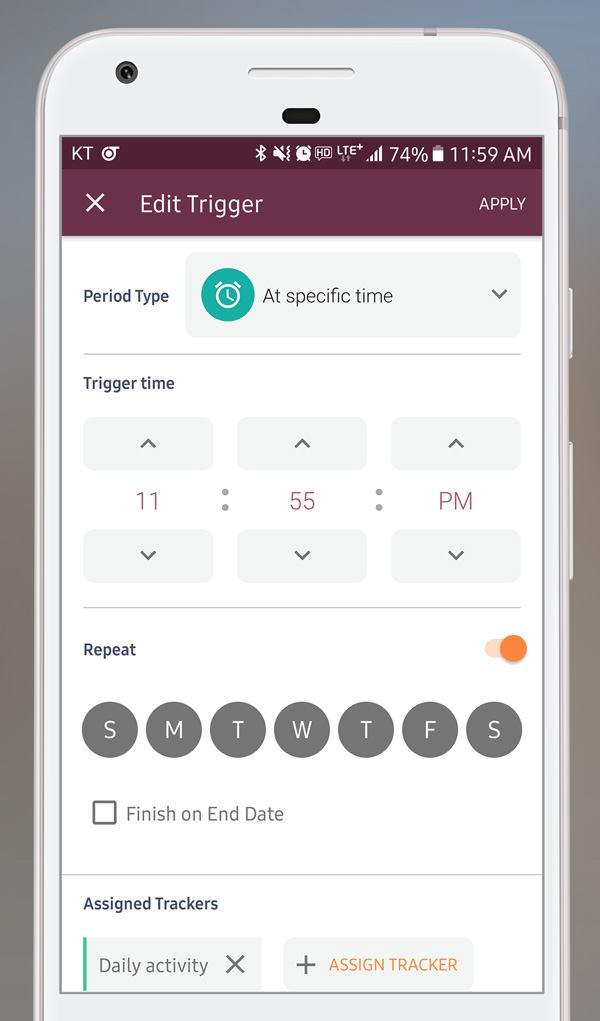 KT HD LTE+ 74% 11:59 AM
Edit Trigger APPLY
Period Type At specific time
Trigger time
11 : 55 : PM
Repeat
S M T W T F S
Finish on End Date
Assigned Trackers
Daily activity ASSIGN TRACKER